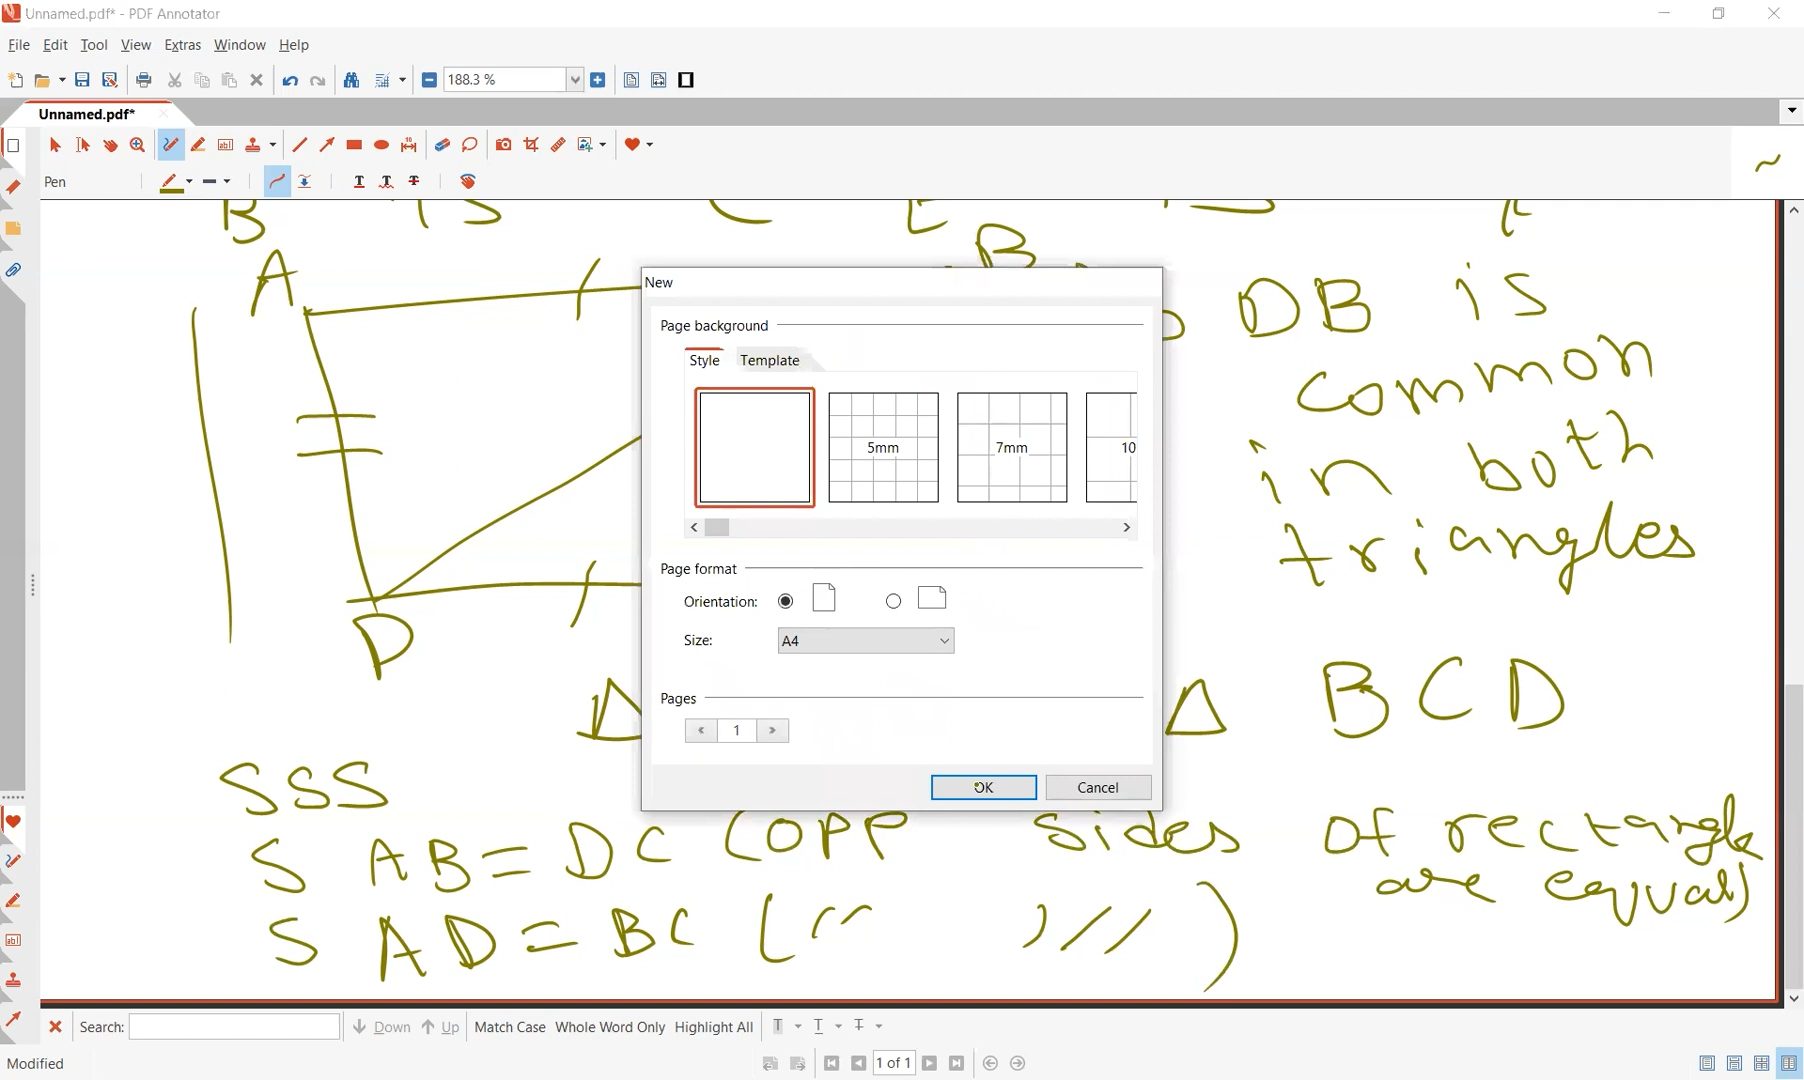 Unnamed.pdf* - PDF Annotator
File Edit Tool View Extras Window Help
188.3 %
Unnamed.pdf*
Pen
B is
A B
DB is
common
in both
triangles
D
Δ Δ BCD
SSS
S AB = DC (opp sides of rectangle
are equal)
S AD = BC ( )
New
Page background
Style Template
5mm 7mm 10
Page format
Orientation:
Size: A4
Pages
1
OK Cancel
Search: Down Up Match Case Whole Word Only Highlight All
Modified 1 of 1